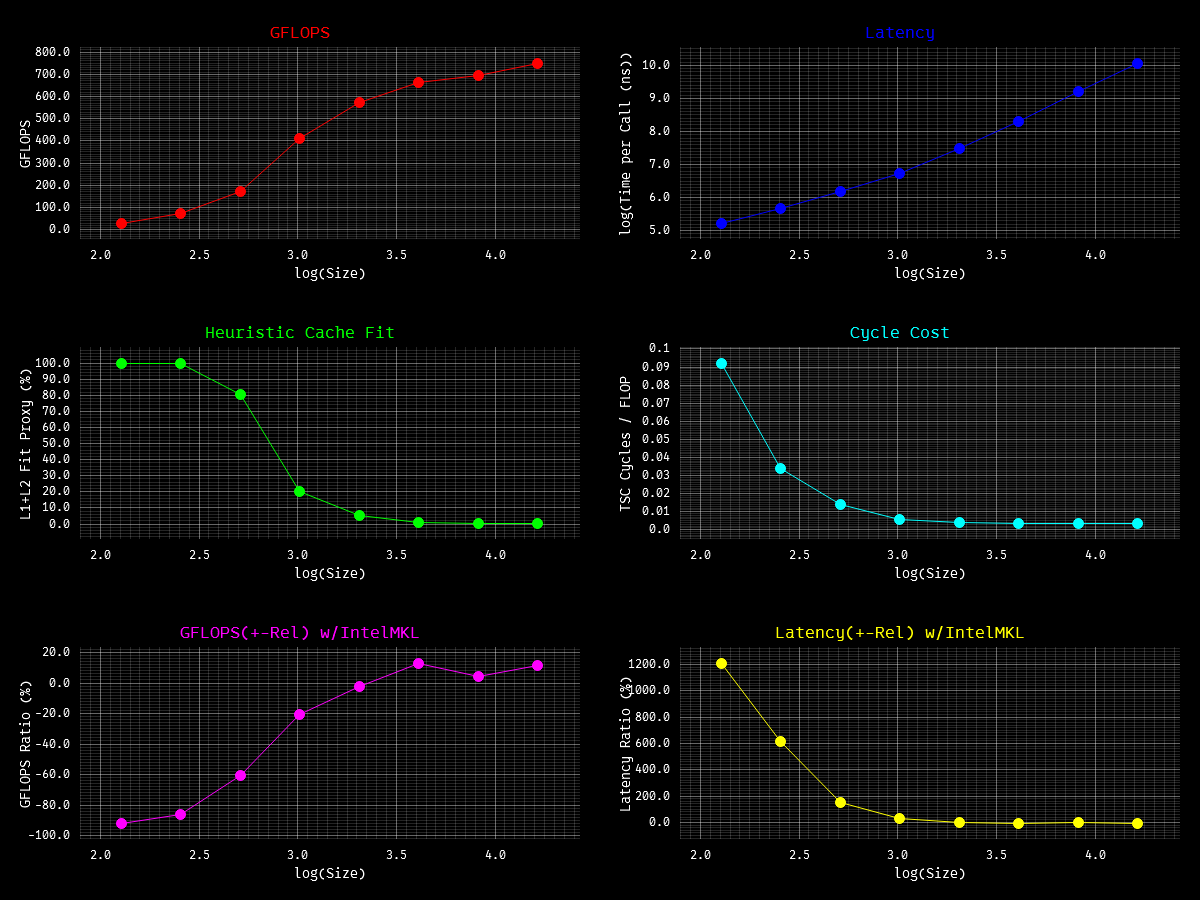 GFLOPS
800.0
700.0
600.0
500.0
400.0
300.0
200.0
100.0
0.0
GFLOPS
2.0 2.5 3.0 3.5 4.0
log(Size)
Latency
10.0
9.0
8.0
7.0
6.0
5.0
log(Time per Call (ns))
2.0 2.5 3.0 3.5 4.0
log(Size)
Heuristic Cache Fit
100.0
90.0
80.0
70.0
60.0
50.0
40.0
30.0
20.0
10.0
0.0
L1+L2 Fit Proxy (%)
2.0 2.5 3.0 3.5 4.0
log(Size)
Cycle Cost
0.1
0.09
0.08
0.07
0.06
0.05
0.04
0.03
0.02
0.01
0.0
TSC Cycles / FLOP
2.0 2.5 3.0 3.5 4.0
log(Size)
GFLOPS(+-Rel) w/IntelMKL
20.0
0.0
-20.0
-40.0
-60.0
-80.0
-100.0
GFLOPS Ratio (%)
2.0 2.5 3.0 3.5 4.0
log(Size)
Latency(+-Rel) w/IntelMKL
1200.0
1000.0
800.0
600.0
400.0
200.0
0.0
Latency Ratio (%)
2.0 2.5 3.0 3.5 4.0
log(Size)